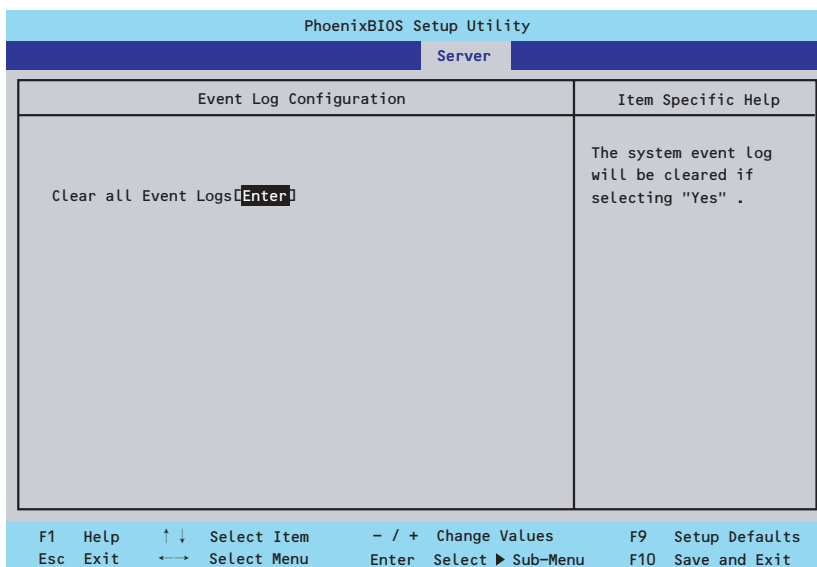 PhoenixBIOS Setup Utility
Server
Event Log Configuration
Item Specific Help
Clear all Event Logs[Enter]
The system event log
will be cleared if
selecting "Yes" .
F1 Help ↑↓ Select Item - / + Change Values F9 Setup Defaults
Esc Exit ←→ Select Menu Enter Select ▶ Sub-Menu F10 Save and Exit